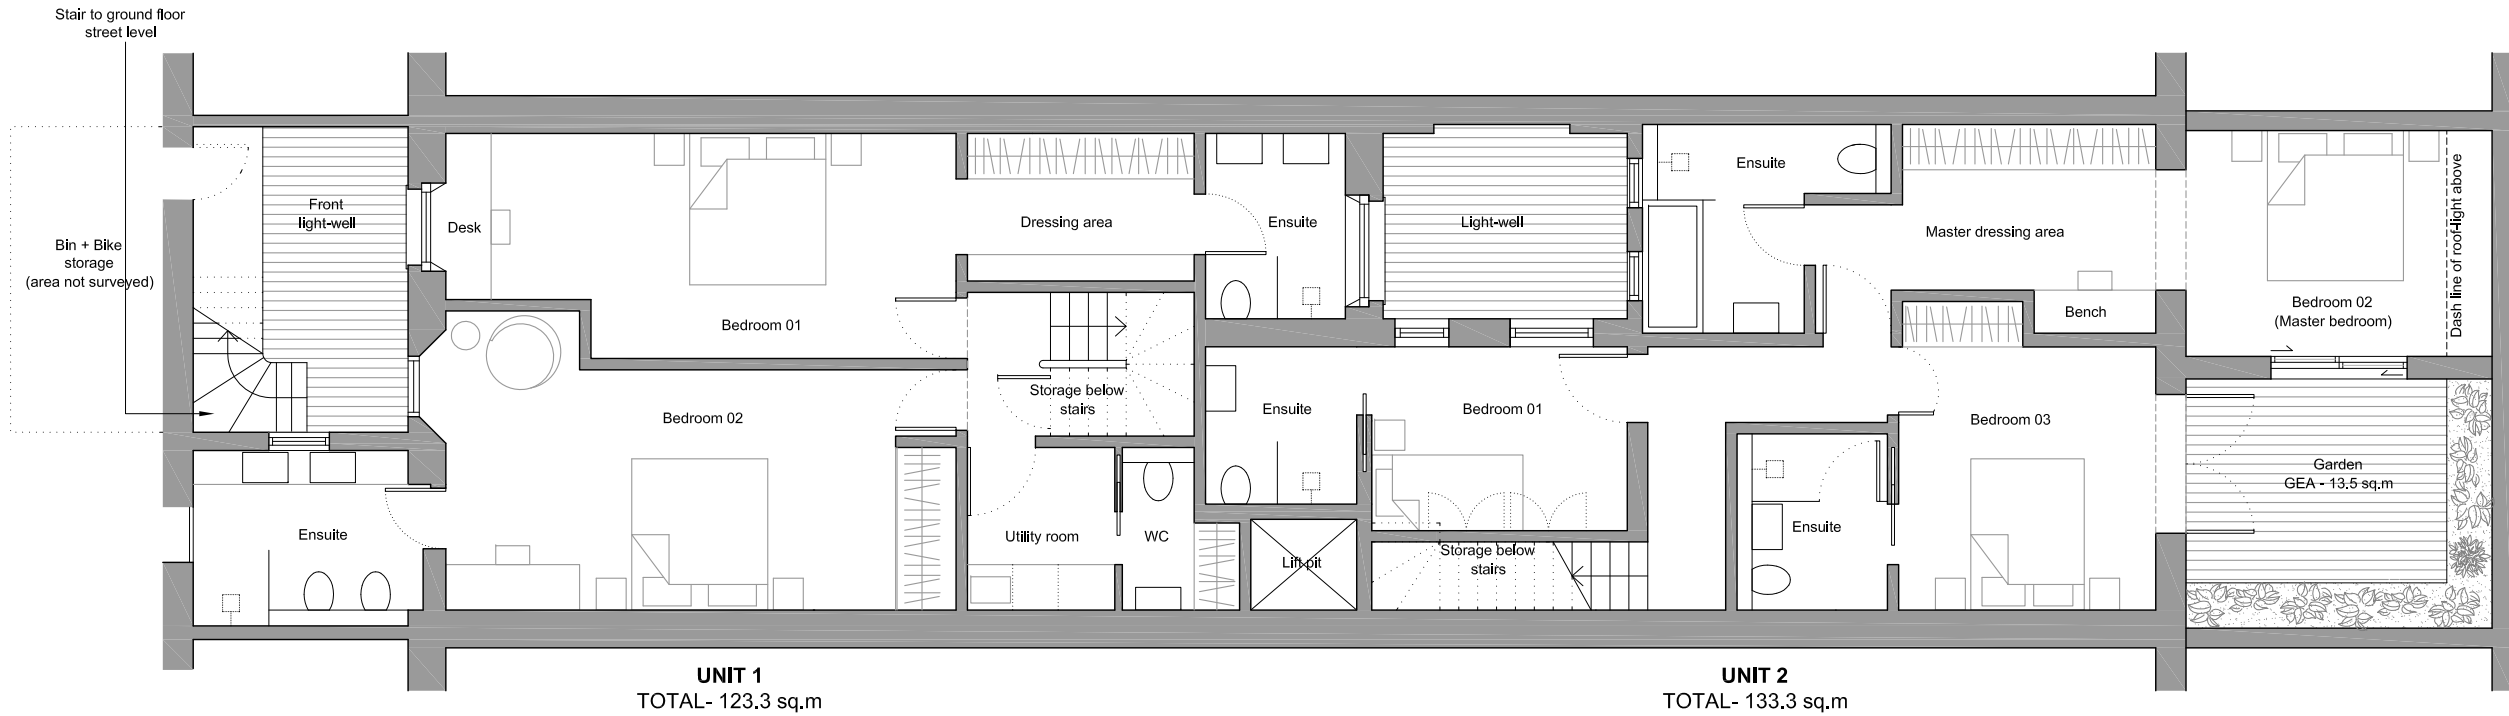 Stair to ground floor
street level
Front
light-well
Bin + Bike
storage
(area not surveyed)
Desk
Bedroom 01
Dressing area
Ensuite
Light-well
Ensuite
Master dressing area
Bench
Bedroom 02
(Master bedroom)
Dash line of roof-light above
Bedroom 02
Storage below
stairs
Ensuite
Bedroom 01
Bedroom 03
Garden
GEA - 13.5 sq.m
Ensuite
Utility room
WC
Lift pit
Storage below
stairs
Ensuite
UNIT 1
TOTAL- 123.3 sq.m
UNIT 2
TOTAL- 133.3 sq.m